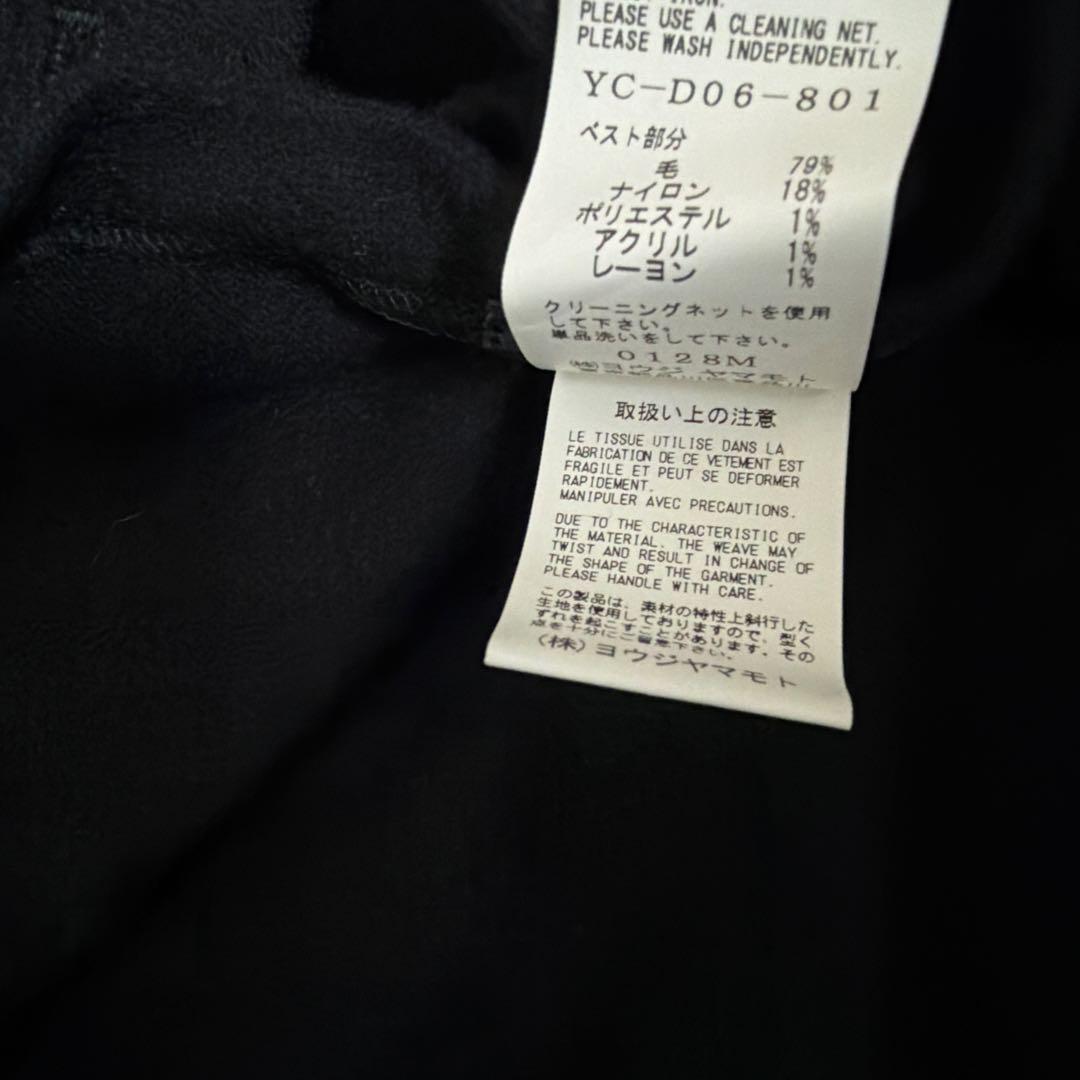 IRON.
PLEASE USE A CLEANING NET.
PLEASE WASH INDEPENDENTLY.
YC-D06-801
ベスト部分
毛 79%
ナイロン 18%
ポリエステル 1%
アクリル 1%
レーヨン 1%
クリーニングネットを使用
して下さい。
単品洗いをして下さい。
0128M
(株)ヨウジヤマモト
取扱い上の注意
LE TISSUE UTILISE DANS LA
FABRICATION DE CE VETEMENT EST
FRAGILE ET PEUT SE DEFORMER
RAPIDEMENT.
MANIPULER AVEC PRECAUTIONS.
DUE TO THE CHARACTERISTIC OF
THE MATERIAL, THE WEAVE MAY
TWIST AND RESULT IN CHANGE OF
THE SHAPE OF THE GARMENT.
PLEASE HANDLE WITH CARE.
この製品は、素材の特性上斜行した
生地を使用しておりますので、型く
ずれを起こすことがあります。その
点を十分にご留意下さい。
(株)ヨウジヤマモト